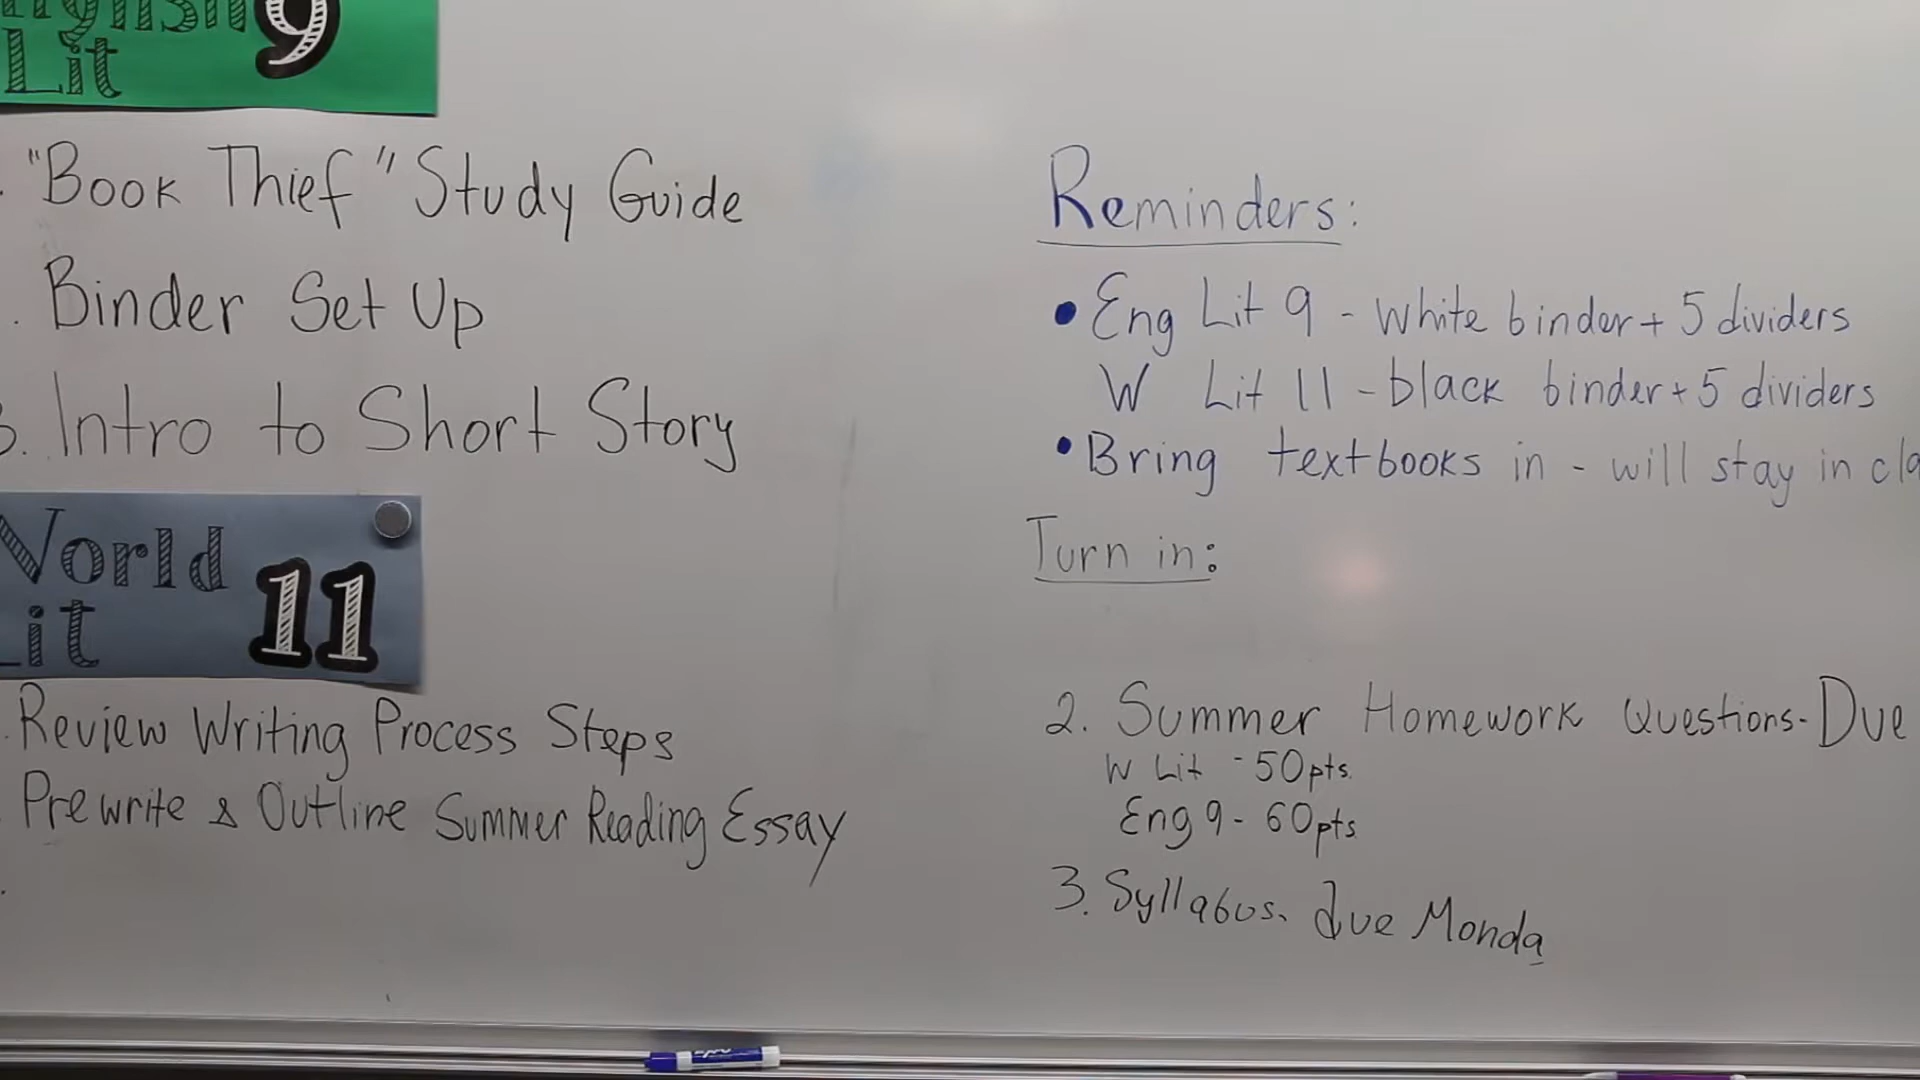 English 9
Lit
"Book Thief" Study Guide
Binder Set Up
3. Intro to Short Story
World
Lit 11
Review Writing Process Steps
Prewrite & Outline Summer Reading Essay
Reminders:
• Eng Lit 9 - white binder + 5 dividers
W Lit 11 - black binder + 5 dividers
• Bring textbooks in - will stay in cla
Turn in:
2. Summer Homework Questions - Due
W Lit - 50pts.
Eng 9 - 60pts
3. Syllabus. due Monda
expo